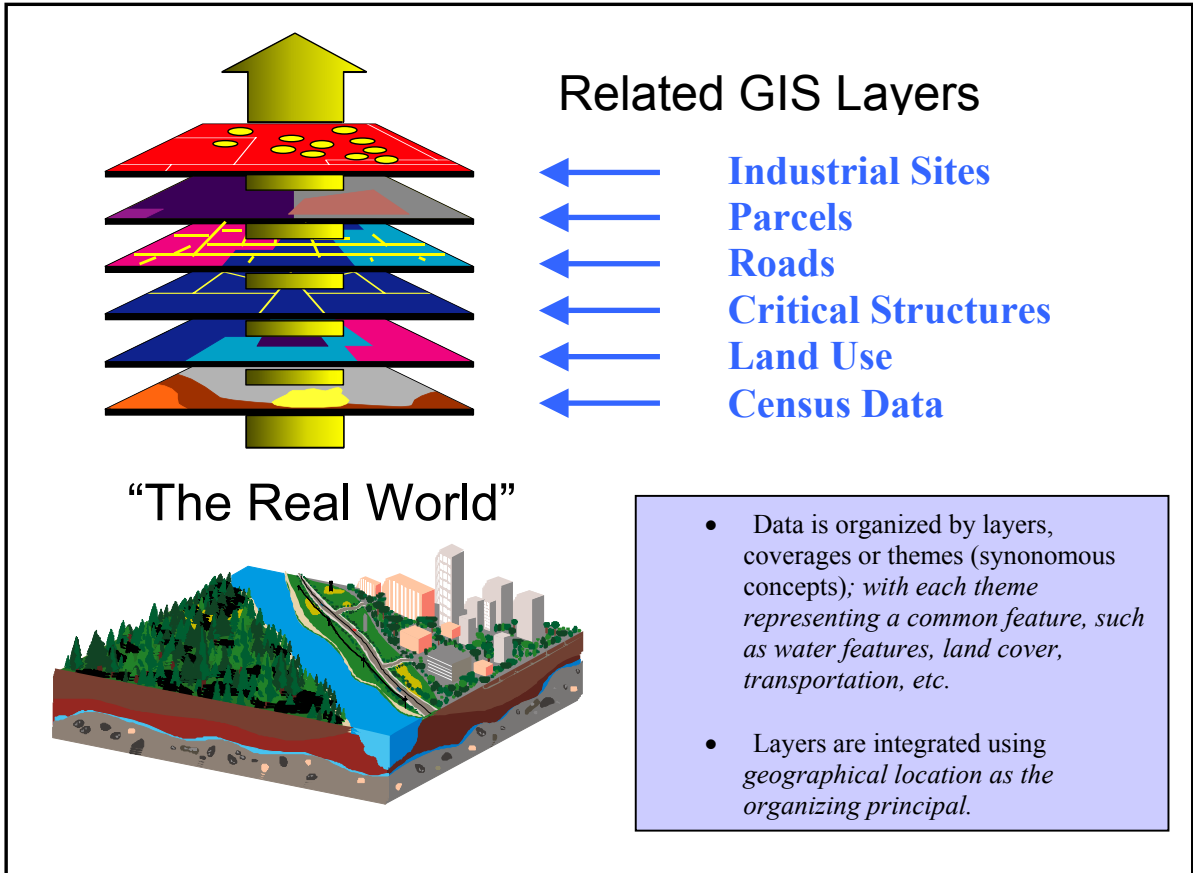 Related GIS Layers
Industrial Sites
Parcels
Roads
Critical Structures
Land Use
Census Data
“The Real World”
• Data is organized by layers,
coverages or themes (synonomous
concepts); with each theme
representing a common feature, such
as water features, land cover,
transportation, etc.
• Layers are integrated using
geographical location as the
organizing principal.